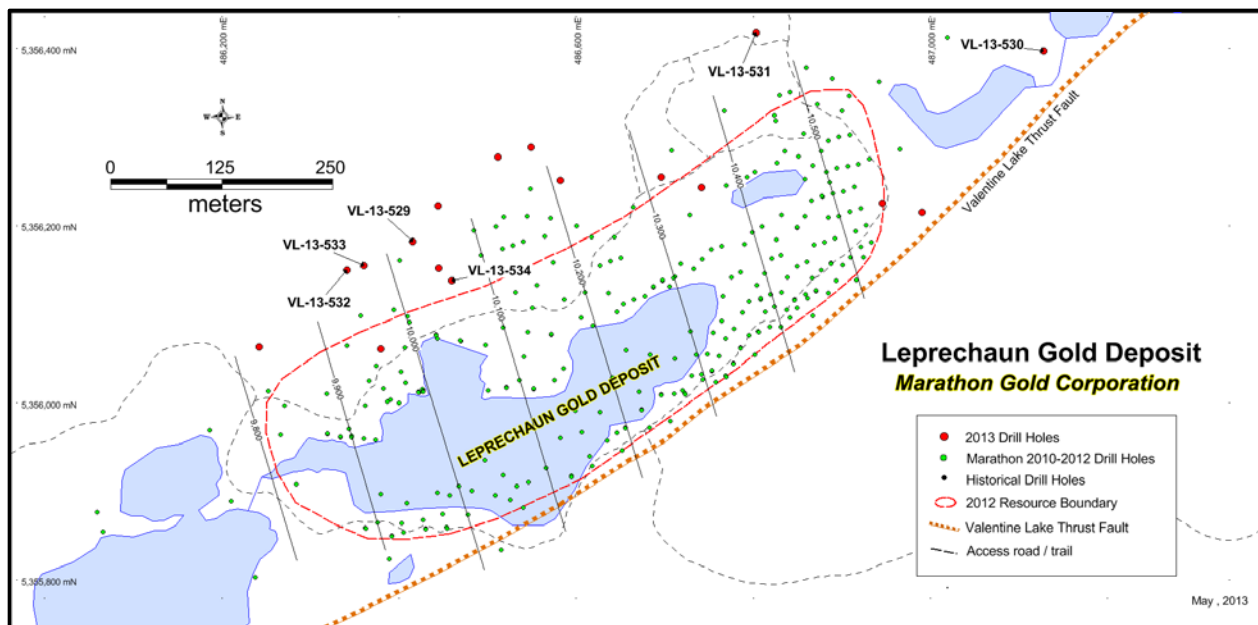 486,200 mE
486,600 mE
487,000 mE
5,356,400 mN
VL-13-530
VL-13-531
N
W E
S
0 125 250
meters
10,500
10,400
Valentine Lake Thrust Fault
5,356,200 mN
VL-13-529
VL-13-533
VL-13-534
VL-13-532
10,300
10,200
10,100
10,000
9,900
9,800
Leprechaun Gold Deposit
Marathon Gold Corporation
LEPRECHAUN GOLD DEPOSIT
5,356,000 mN
2013 Drill Holes
Marathon 2010-2012 Drill Holes
Historical Drill Holes
2012 Resource Boundary
Valentine Lake Thrust Fault
Access road / trail
5,355,800 mN
May , 2013